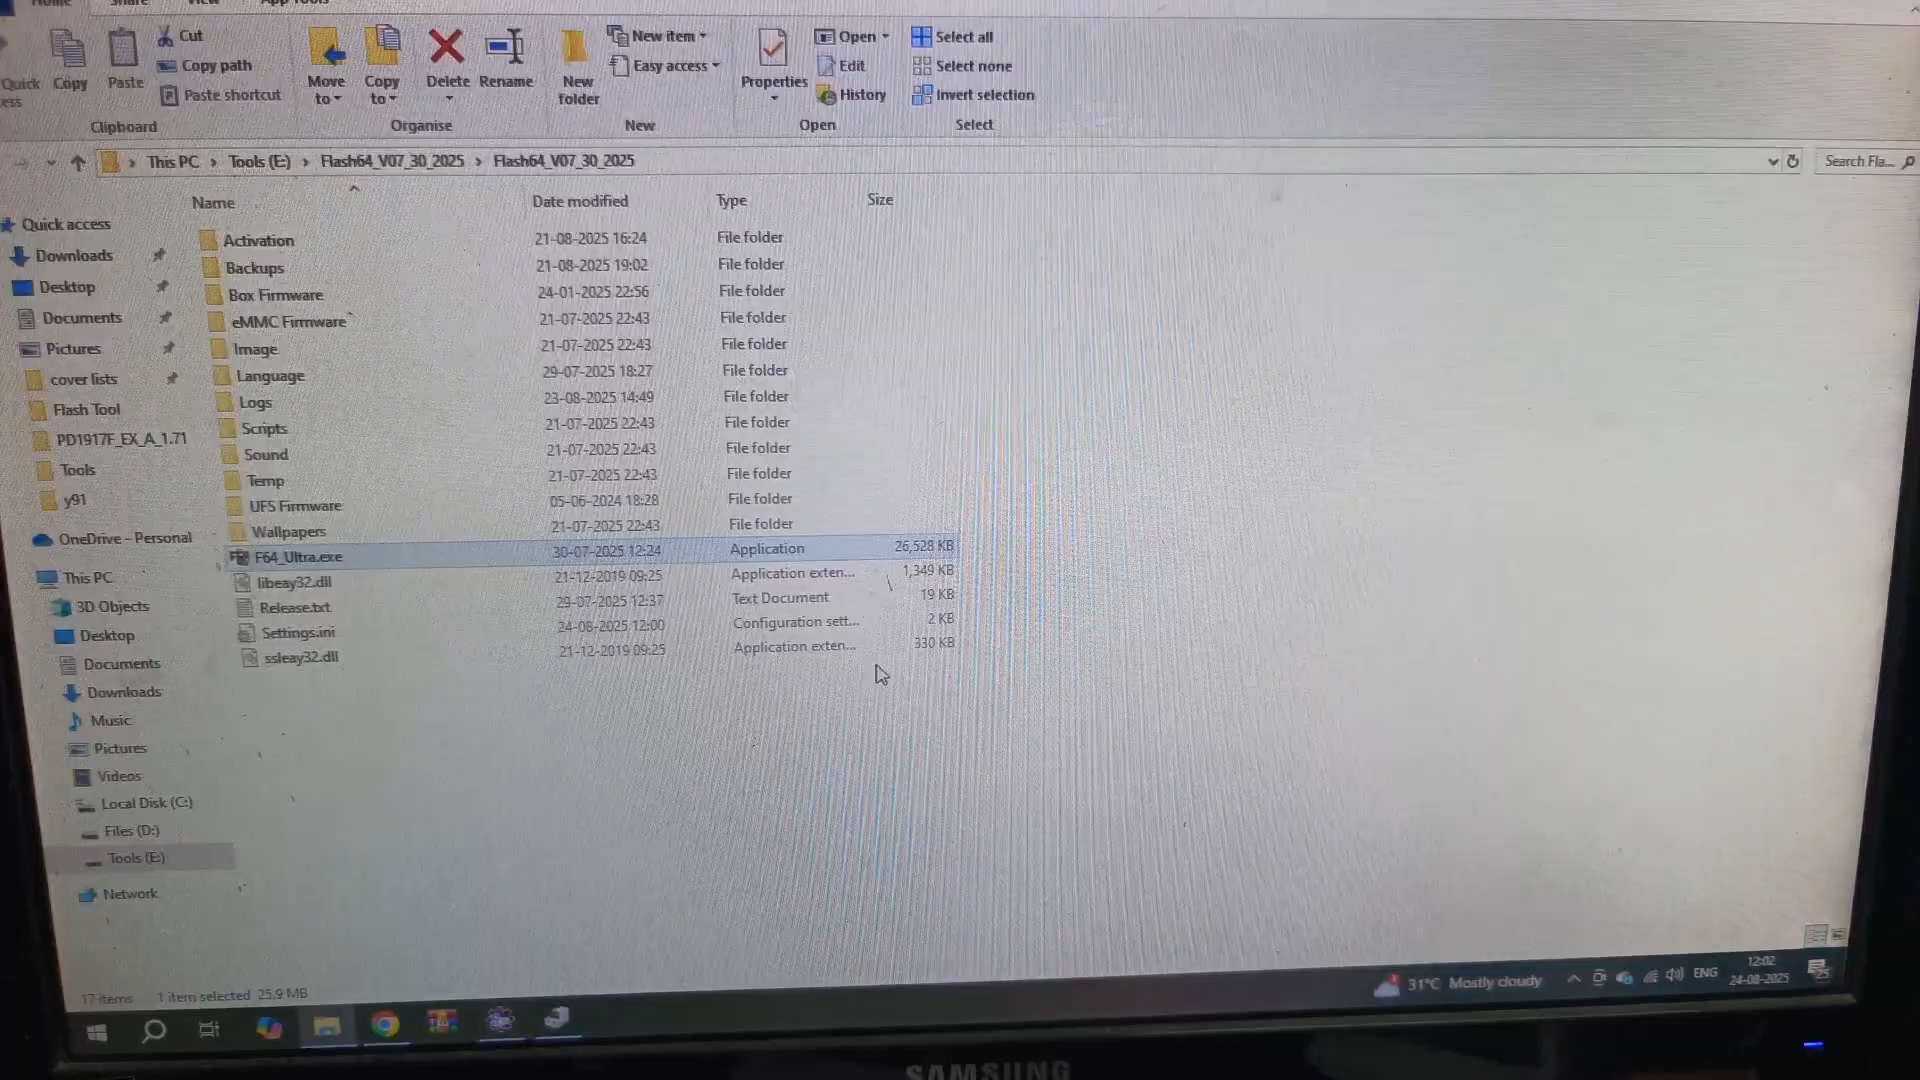 Home Share View App Tools
Cut
Copy path
Paste shortcut
Quick
Copy
Paste
Clipboard
Move to
Copy to
Delete
Rename
Organise
New folder
New item
Easy access
New
Properties
Open
Edit
History
Open
Select all
Select none
Invert selection
Select
This PC > Tools (E:) > Flash64_V07_30_2025 > Flash64_V07_30_2025
Search Fla...
Name Date modified Type Size
Activation 21-08-2025 16:24 File folder
Backups 21-08-2025 19:02 File folder
Box Firmware 24-01-2025 22:56 File folder
eMMC Firmware 21-07-2025 22:43 File folder
Image 21-07-2025 22:43 File folder
Language 29-07-2025 18:27 File folder
Logs 23-08-2025 14:49 File folder
Scripts 21-07-2025 22:43 File folder
Sound 21-07-2025 22:43 File folder
Temp 21-07-2025 22:43 File folder
UFS Firmware 05-06-2024 18:28 File folder
Wallpapers 21-07-2025 22:43 File folder
F64_Ultra.exe 30-07-2025 12:24 Application 26,528 KB
libeay32.dll 21-12-2019 09:25 Application exten... 1,349 KB
Release.txt 29-07-2025 12:37 Text Document 19 KB
Settings.ini 24-08-2025 12:00 Configuration sett... 2 KB
ssleay32.dll 21-12-2019 09:25 Application exten... 330 KB
Quick access
Downloads
Desktop
Documents
Pictures
cover lists
Flash Tool
PD1917F_EX_A_1.71
Tools
y91
OneDrive - Personal
This PC
3D Objects
Desktop
Documents
Downloads
Music
Pictures
Videos
Local Disk (C:)
Files (D:)
Tools (E:)
Network
17 items 1 item selected 25.9 MB
31°C Mostly cloudy
ENG
12:02
24-08-2025
25
SAMSUNG